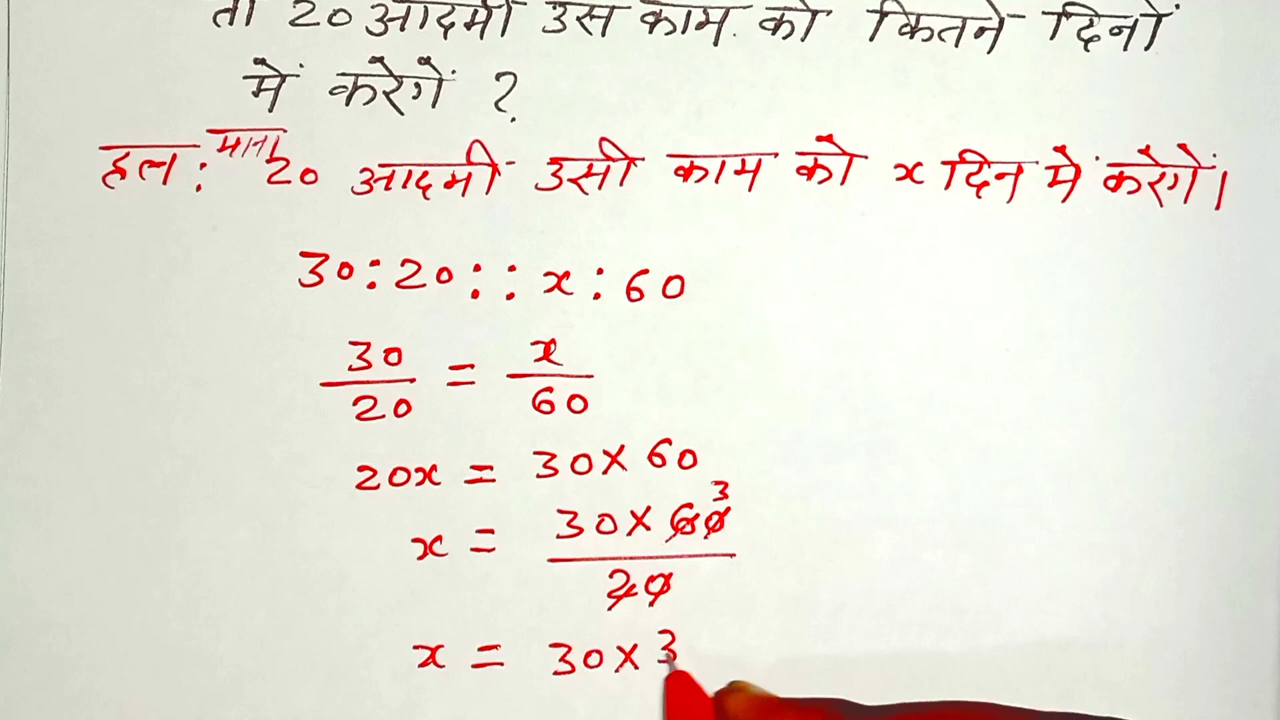 तो 20 आदमी उस काम को कितने दिनों
में करेगें ?
हल : माना 20 आदमी उसी काम को x दिन में करेगें।
30 : 20 :: x : 60
30/20 = x/60
20x = 30 × 60
x = 30 × 60/20 3
x = 30 × 3